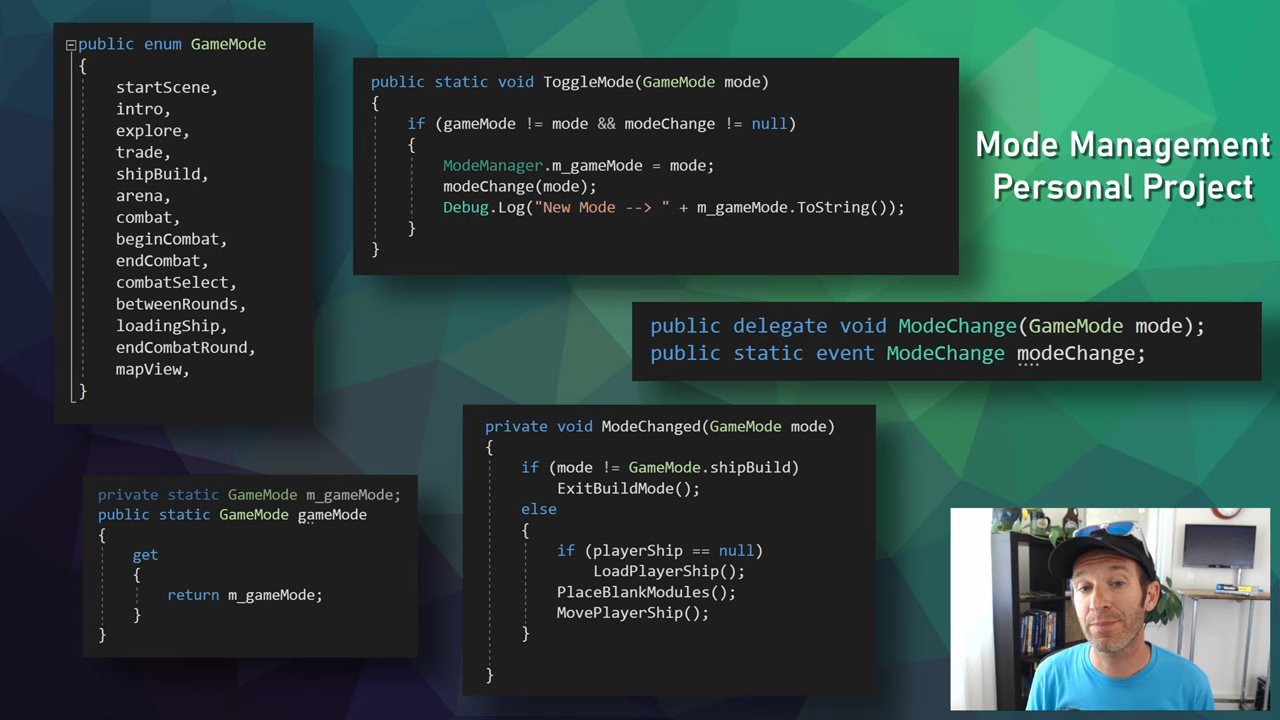 public enum GameMode
{
startScene,
intro,
explore,
trade,
shipBuild,
arena,
combat,
beginCombat,
endCombat,
combatSelect,
betweenRounds,
loadingShip,
endCombatRound,
mapView,
}
public static void ToggleMode(GameMode mode)
{
if (gameMode != mode && modeChange != null)
{
ModeManager.m_gameMode = mode;
modeChange(mode);
Debug.Log("New Mode --> " + m_gameMode.ToString());
}
}
Mode Management
Personal Project
public delegate void ModeChange(GameMode mode);
public static event ModeChange modeChange;
private static GameMode m_gameMode;
public static GameMode gameMode
{
get
{
return m_gameMode;
}
}
private void ModeChanged(GameMode mode)
{
if (mode != GameMode.shipBuild)
ExitBuildMode();
else
{
if (playerShip == null)
LoadPlayerShip();
PlaceBlankModules();
MovePlayerShip();
}
}